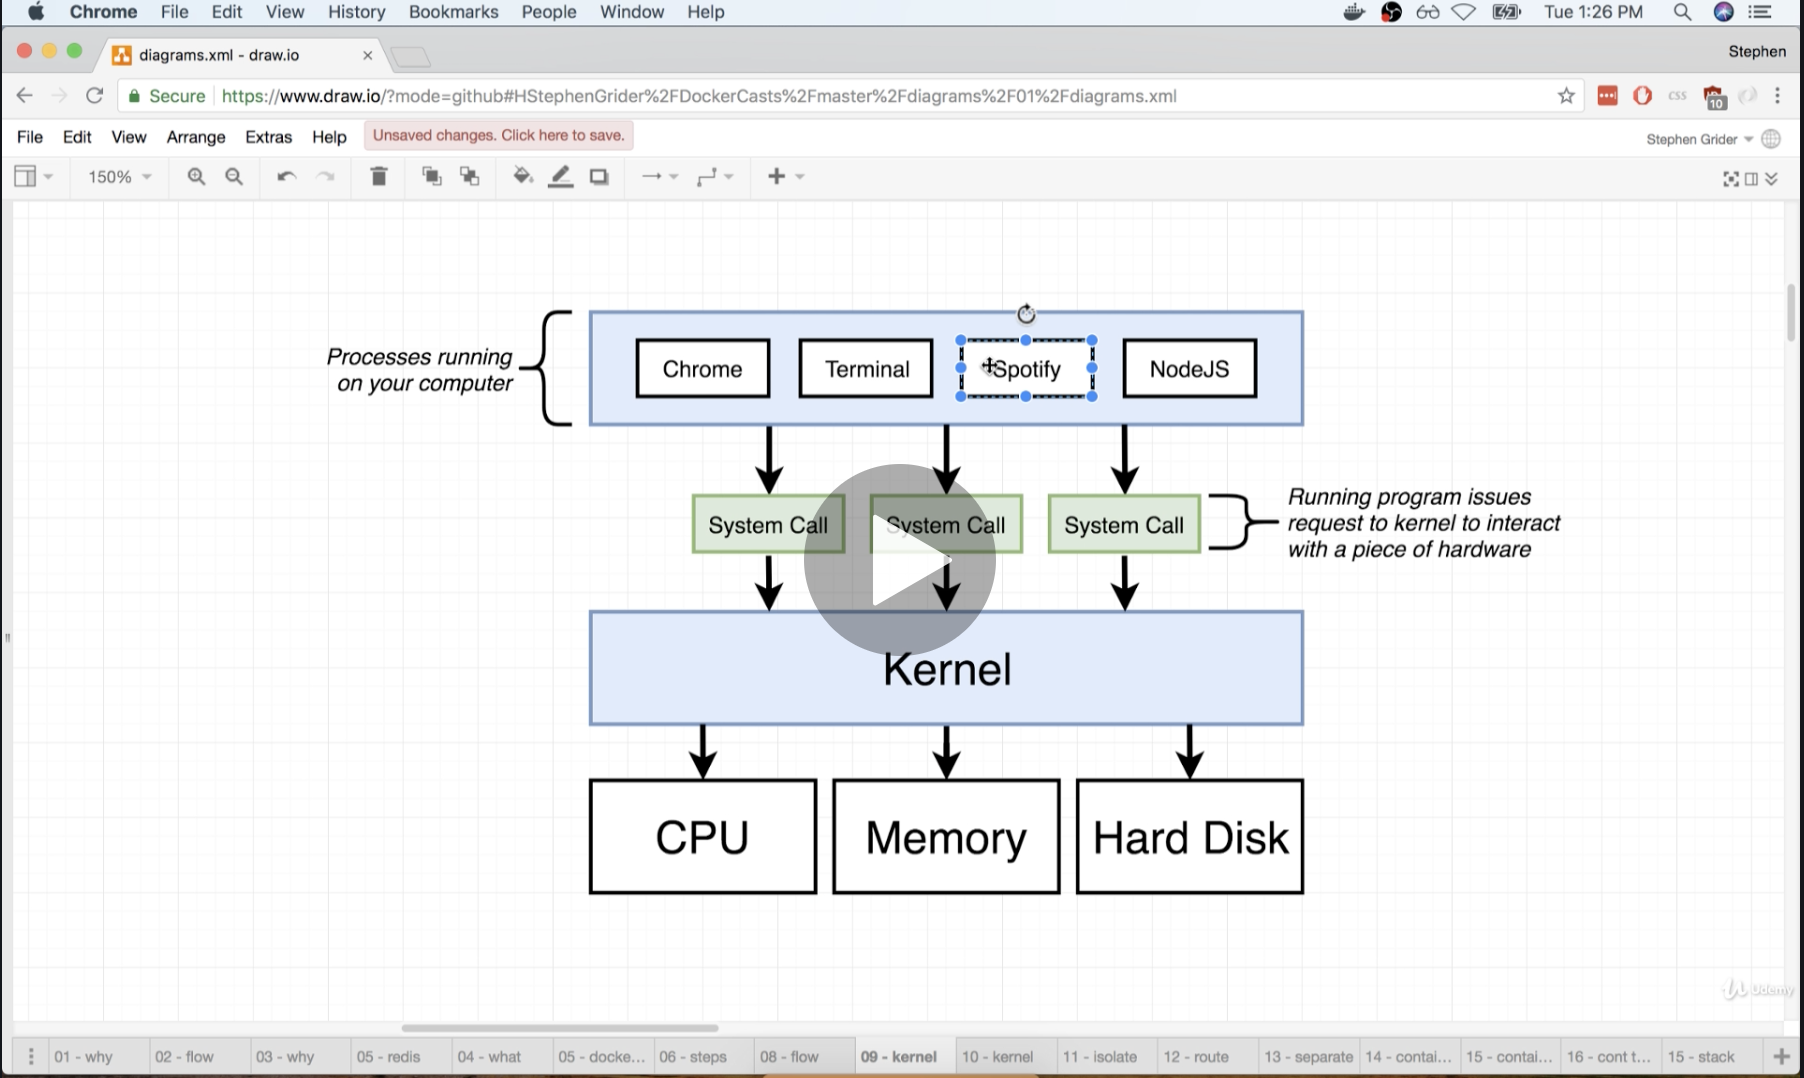 Chrome File Edit View History Bookmarks People Window Help Tue 1:26 PM
diagrams.xml - draw.io Stephen
Secure https://www.draw.io/?mode=github#HStephenGrider%2FDockerCasts%2Fmaster%2Fdiagrams%2F01%2Fdiagrams.xml CSS 10
File Edit View Arrange Extras Help Unsaved changes. Click here to save. Stephen Grider
150%
Processes running
on your computer
Chrome Terminal Spotify NodeJS
System Call System Call System Call
Running program issues
request to kernel to interact
with a piece of hardware
Kernel
CPU Memory Hard Disk
Udemy
01 - why 02 - flow 03 - why 05 - redis 04 - what 05 - docke... 06 - steps 08 - flow 09 - kernel 10 - kernel 11 - isolate 12 - route 13 - separate 14 - contai... 15 - contai... 16 - cont t... 15 - stack